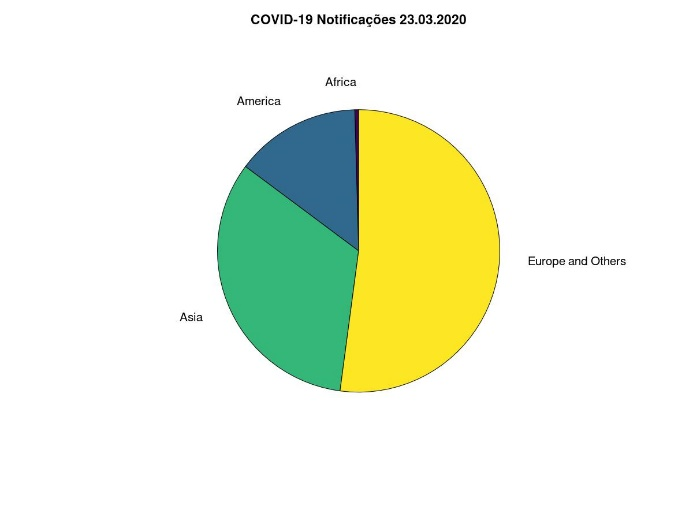 COVID-19 Notificações 23.03.2020
Africa
America
Europe and Others
Asia